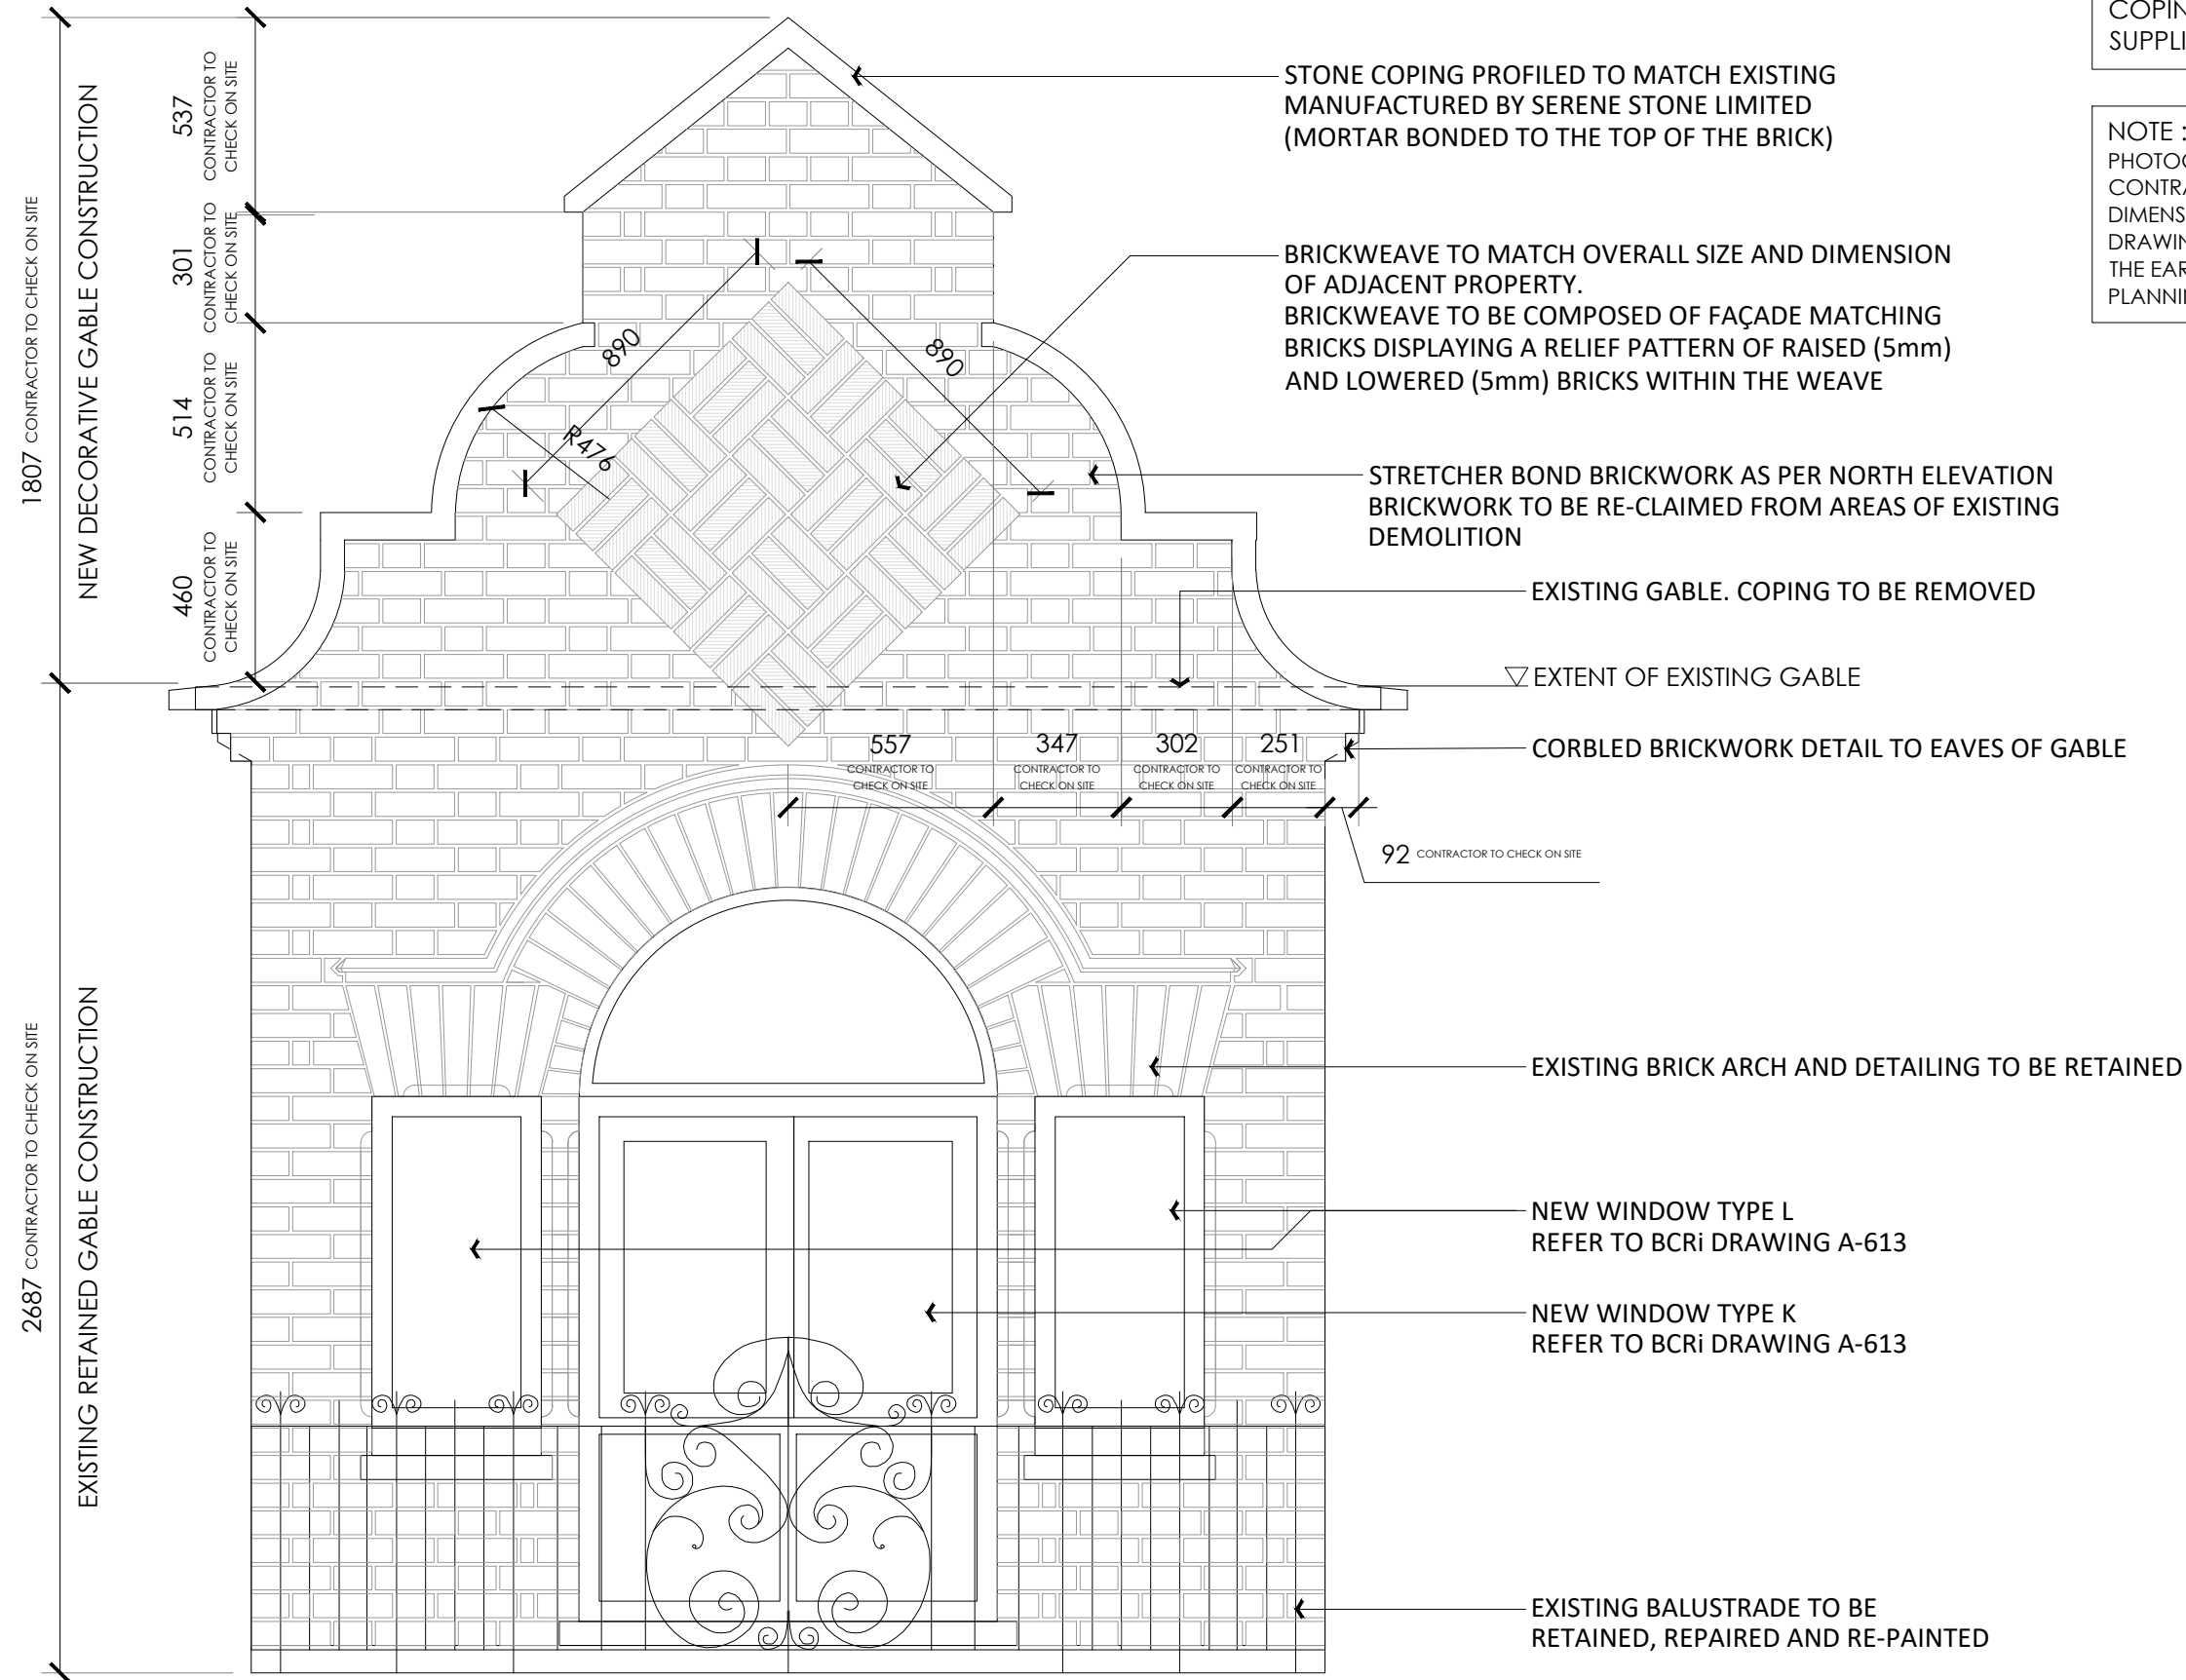 COPIN
SUPPLI
NOTE :
PHOTOG
CONTRA
DIMENS
DRAWIN
THE EAR
PLANNI
STONE COPING PROFILED TO MATCH EXISTING
MANUFACTURED BY SERENE STONE LIMITED
(MORTAR BONDED TO THE TOP OF THE BRICK)
BRICKWEAVE TO MATCH OVERALL SIZE AND DIMENSION
OF ADJACENT PROPERTY.
BRICKWEAVE TO BE COMPOSED OF FAÇADE MATCHING
BRICKS DISPLAYING A RELIEF PATTERN OF RAISED (5mm)
AND LOWERED (5mm) BRICKS WITHIN THE WEAVE
STRETCHER BOND BRICKWORK AS PER NORTH ELEVATION
BRICKWORK TO BE RE-CLAIMED FROM AREAS OF EXISTING
DEMOLITION
EXISTING GABLE. COPING TO BE REMOVED
EXTENT OF EXISTING GABLE
CORBLED BRICKWORK DETAIL TO EAVES OF GABLE
92 CONTRACTOR TO CHECK ON SITE
EXISTING BRICK ARCH AND DETAILING TO BE RETAINED
NEW WINDOW TYPE L
REFER TO BCRi DRAWING A-613
NEW WINDOW TYPE K
REFER TO BCRi DRAWING A-613
EXISTING BALUSTRADE TO BE
RETAINED, REPAIRED AND RE-PAINTED
1807 CONTRACTOR TO CHECK ON SITE
NEW DECORATIVE GABLE CONSTRUCTION
537
CONTRACTOR TO
CHECK ON SITE
301
CONTRACTOR TO
CHECK ON SITE
514
CONTRACTOR TO
CHECK ON SITE
460
CONTRACTOR TO
CHECK ON SITE
2687 CONTRACTOR TO CHECK ON SITE
EXISTING RETAINED GABLE CONSTRUCTION
890
890
R476
557
CONTRACTOR TO
CHECK ON SITE
347
CONTRACTOR TO
CHECK ON SITE
302
CONTRACTOR TO
CHECK ON SITE
251
CONTRACTOR TO
CHECK ON SITE